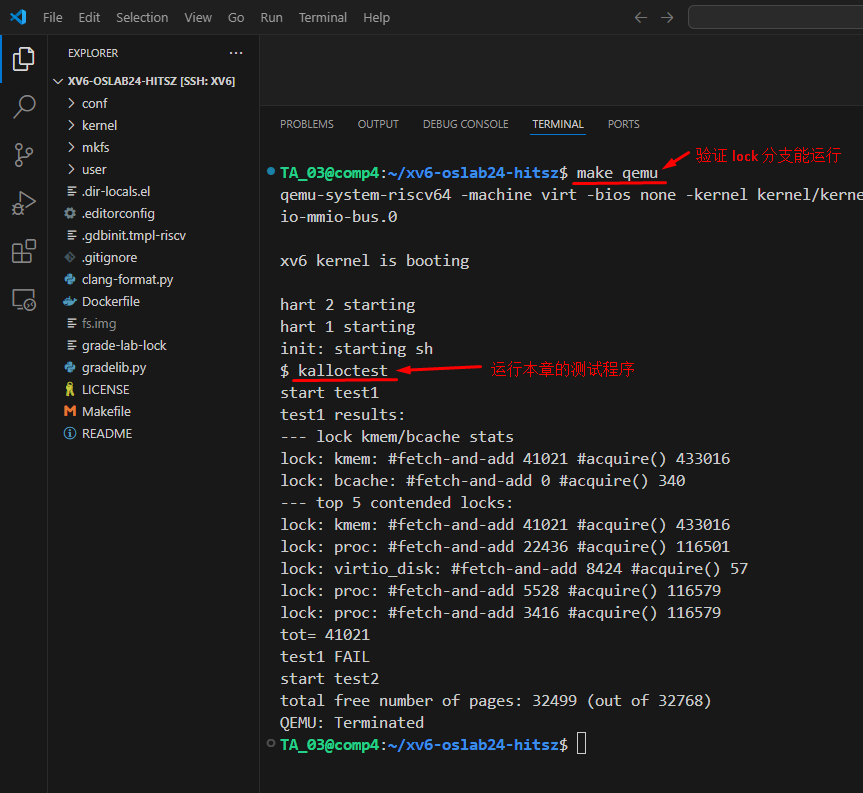 File Edit Selection View Go Run Terminal Help
EXPLORER
XV6-OSLAB24-HITSZ [SSH: XV6]
conf
kernel
mkfs
user
.dir-locals.el
.editorconfig
.gdbinit.tmpl-riscv
.gitignore
clang-format.py
Dockerfile
fs.img
grade-lab-lock
gradelib.py
LICENSE
Makefile
README
PROBLEMS OUTPUT DEBUG CONSOLE TERMINAL PORTS
TA_03@comp4:~/xv6-oslab24-hitsz$ make qemu
验证 lock 分支能运行
qemu-system-riscv64 -machine virt -bios none -kernel kernel/kerne
io-mmio-bus.0
xv6 kernel is booting
hart 2 starting
hart 1 starting
init: starting sh
$ kalloctest
运行本章的测试程序
start test1
test1 results:
--- lock kmem/bcache stats
lock: kmem: #fetch-and-add 41021 #acquire() 433016
lock: bcache: #fetch-and-add 0 #acquire() 340
--- top 5 contended locks:
lock: kmem: #fetch-and-add 41021 #acquire() 433016
lock: proc: #fetch-and-add 22436 #acquire() 116501
lock: virtio_disk: #fetch-and-add 8424 #acquire() 57
lock: proc: #fetch-and-add 5528 #acquire() 116579
lock: proc: #fetch-and-add 3416 #acquire() 116579
tot= 41021
test1 FAIL
start test2
total free number of pages: 32499 (out of 32768)
QEMU: Terminated
TA_03@comp4:~/xv6-oslab24-hitsz$